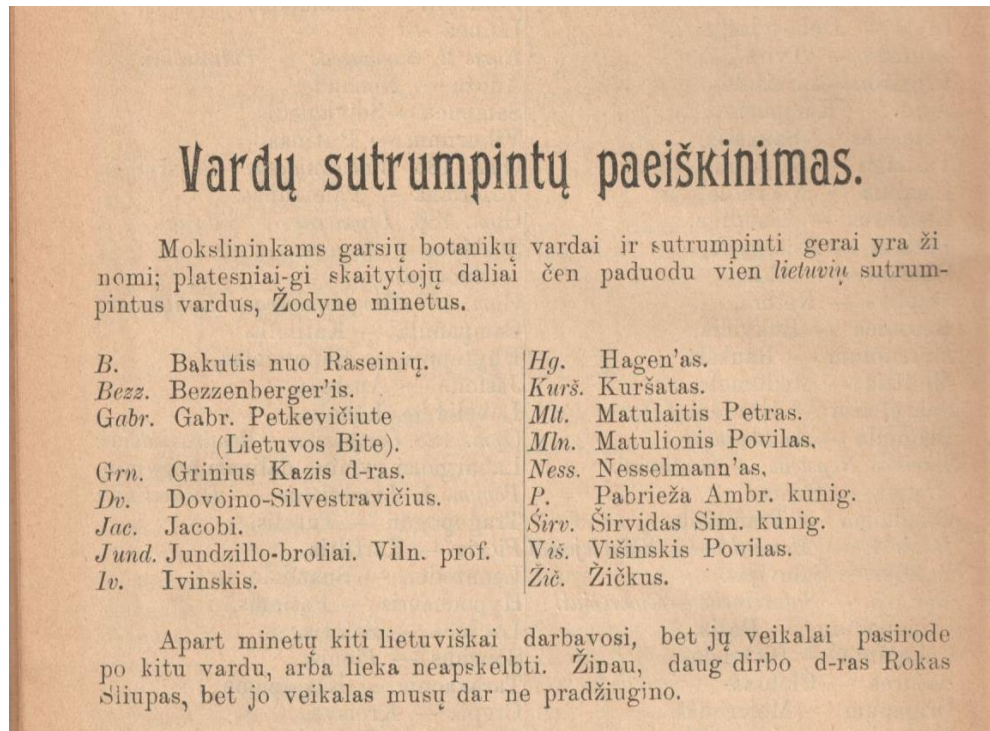 Vardų sutrumpintų paeiškinimas.
Mokslininkams garsių botanikų vardai ir sutrumpinti gerai yra ži
nomi; platesniai-gi skaitytojų daliai čen paduodu vien lietuvių sutrum-
pintus vardus, Žodyne minetus.
B. Bakutis nuo Raseinių.
Bezz. Bezzenberger'is.
Gabr. Gabr. Petkevičiute
(Lietuvos Bite).
Grn. Grinius Kazis d-ras.
Dv. Dovoino-Silvestravičius.
Jac. Jacobi.
Jund. Jundzillo-broliai. Viln. prof.
Iv. Ivinskis.
Hg. Hagen'as.
Kurš. Kuršatas.
Mlt. Matulaitis Petras.
Mln. Matulionis Povilas.
Ness. Nesselmann'as.
P. Pabrieža Ambr. kunig.
Širv. Širvidas Sim. kunig.
Viš. Višinskis Povilas.
Žič. Žičkus.
Apart minetų kiti lietuviškai darbavosi, bet jų veikalai pasirode
po kitu vardu, arba lieka neapskelbti. Žinau, daug dirbo d-ras Rokas
Šliupas, bet jo veikalas musų dar ne pradžiugino.